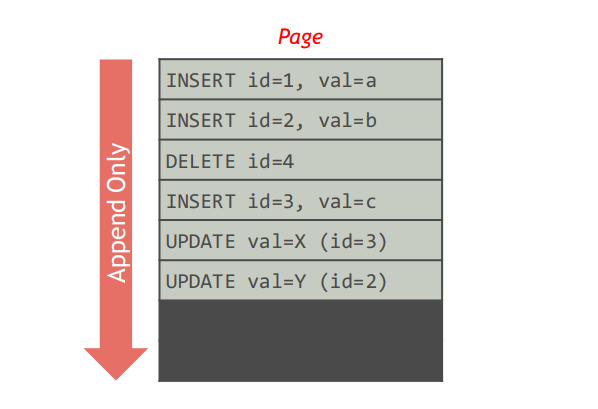 Page
Append Only
INSERT id=1, val=a
INSERT id=2, val=b
DELETE id=4
INSERT id=3, val=c
UPDATE val=X (id=3)
UPDATE val=Y (id=2)